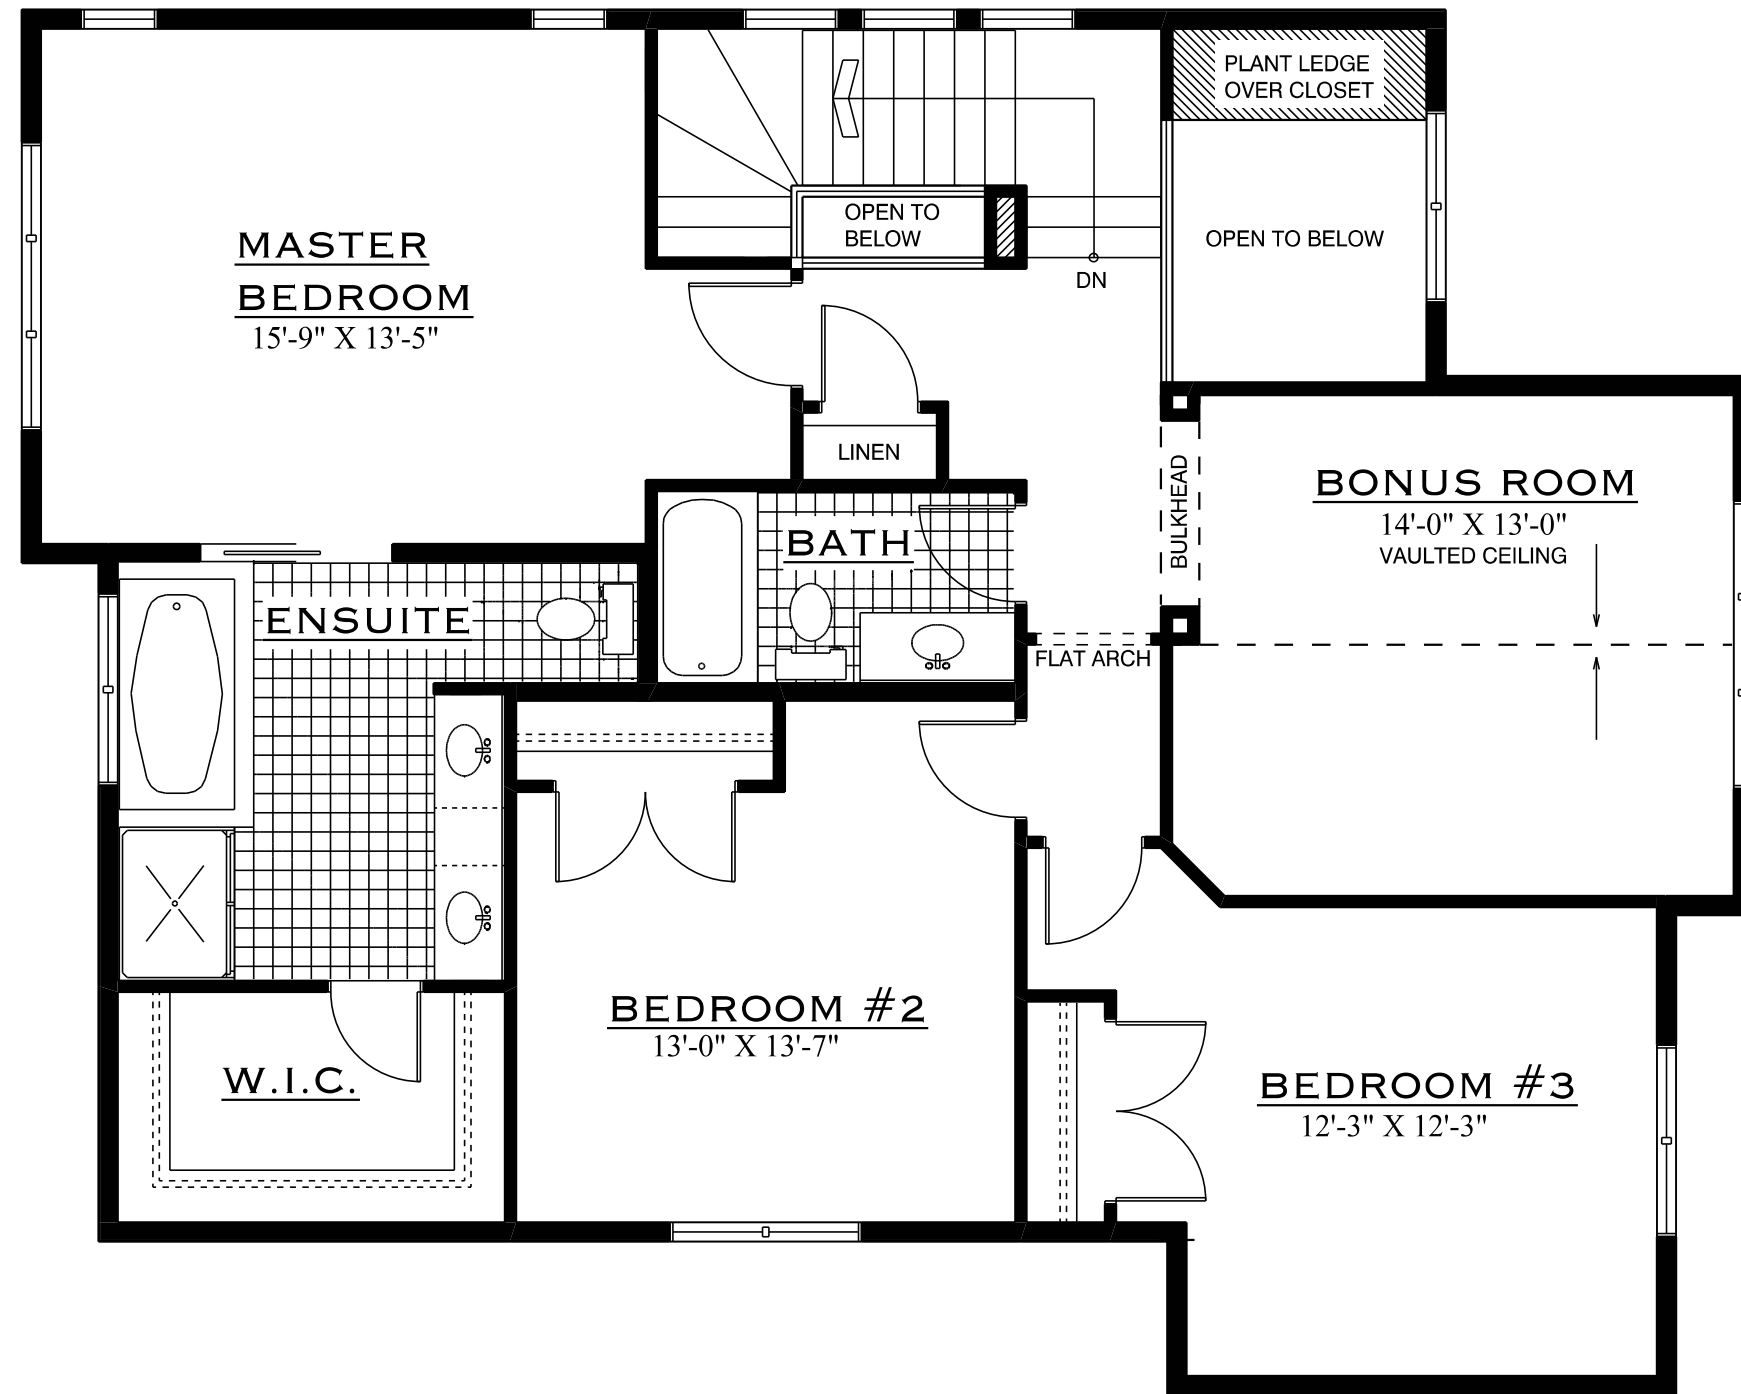 PLANT LEDGE
OVER CLOSET
OPEN TO
BELOW
OPEN TO BELOW
DN
MASTER
BEDROOM
15'-9" X 13'-5"
LINEN
BULKHEAD
BONUS ROOM
14'-0" X 13'-0"
VAULTED CEILING
BATH
ENSUITE
FLAT ARCH
BEDROOM #2
13'-0" X 13'-7"
W.I.C.
BEDROOM #3
12'-3" X 12'-3"